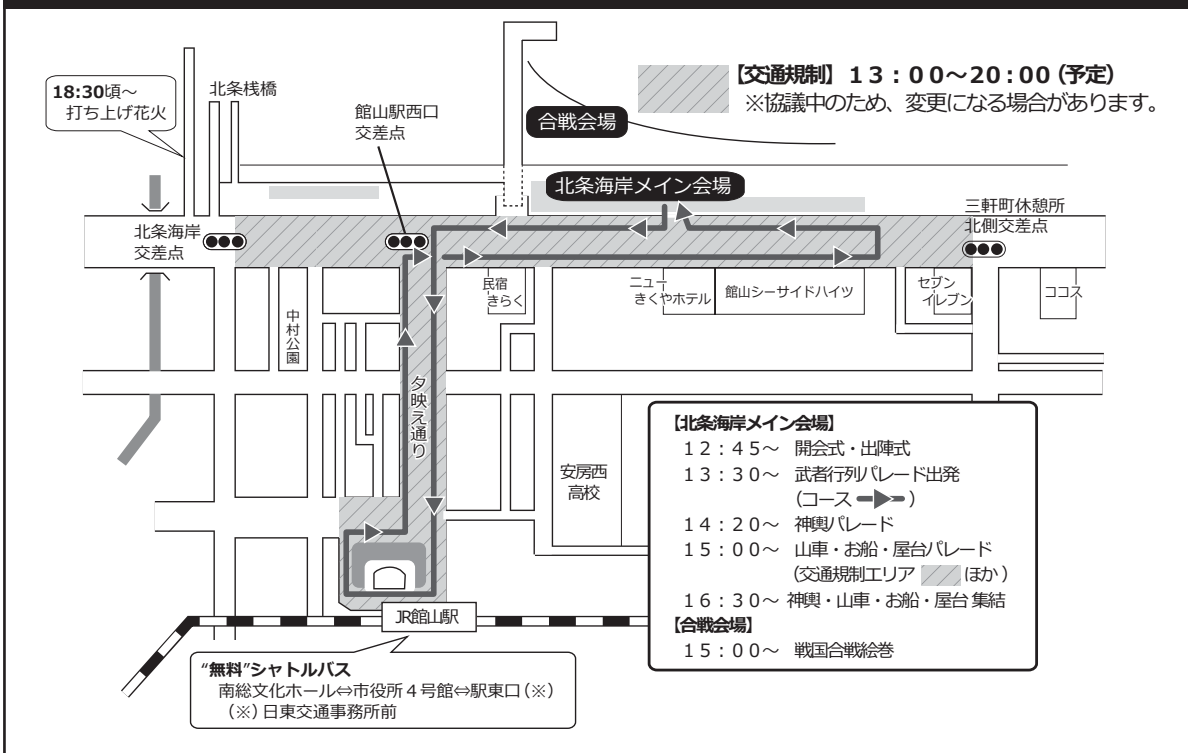 【交通規制】１３：００～２０：００（予定）
※協議中のため、変更になる場合があります。
18:30頃～
打ち上げ花火
北条桟橋
館山駅西口
交差点
合戦会場
北条海岸メイン会場
三軒町休憩所
北側交差点
北条海岸
交差点
民宿
きらく
ニュー
きくやホテル
館山シーサイドハイツ
セブン
イレブン
ココス
中村公園
夕映え通り
安房西
高校
【北条海岸メイン会場】
１２：４５～ 開会式・出陣式
１３：３０～ 武者行列パレード出発
（コース ）
１４：２０～ 神輿パレード
１５：００～ 山車・お船・屋台パレード
（交通規制エリア ほか）
１６：３０～ 神輿・山車・お船・屋台 集結
【合戦会場】
１５：００～ 戦国合戦絵巻
JR館山駅
“無料”シャトルバス
南総文化ホール⇔市役所４号館⇔駅東口（※）
（※）日東交通事務所前